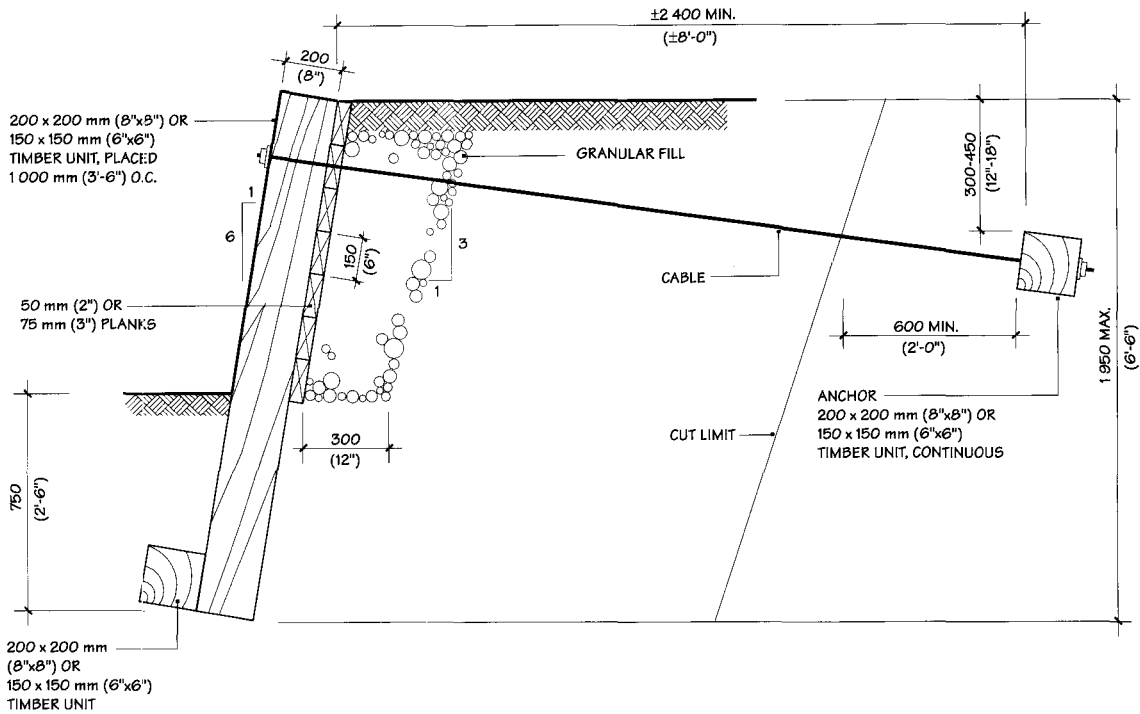 ±2 400 MIN.
(±8'-0")
200
(8")
200 x 200 mm (8"x8") OR
150 x 150 mm (6"x6")
TIMBER UNIT, PLACED
1 000 mm (3'-6") O.C.
GRANULAR FILL
300-450
(12"-18")
1
6
3
1
150
(6")
CABLE
50 mm (2") OR
75 mm (3") PLANKS
600 MIN.
(2'-0")
1 950 MAX.
(6'-6")
ANCHOR
200 x 200 mm (8"x8") OR
150 x 150 mm (6"x6")
TIMBER UNIT, CONTINUOUS
CUT LIMIT
300
(12")
750
(2'-6")
200 x 200 mm
(8"x8") OR
150 x 150 mm (6"x6")
TIMBER UNIT